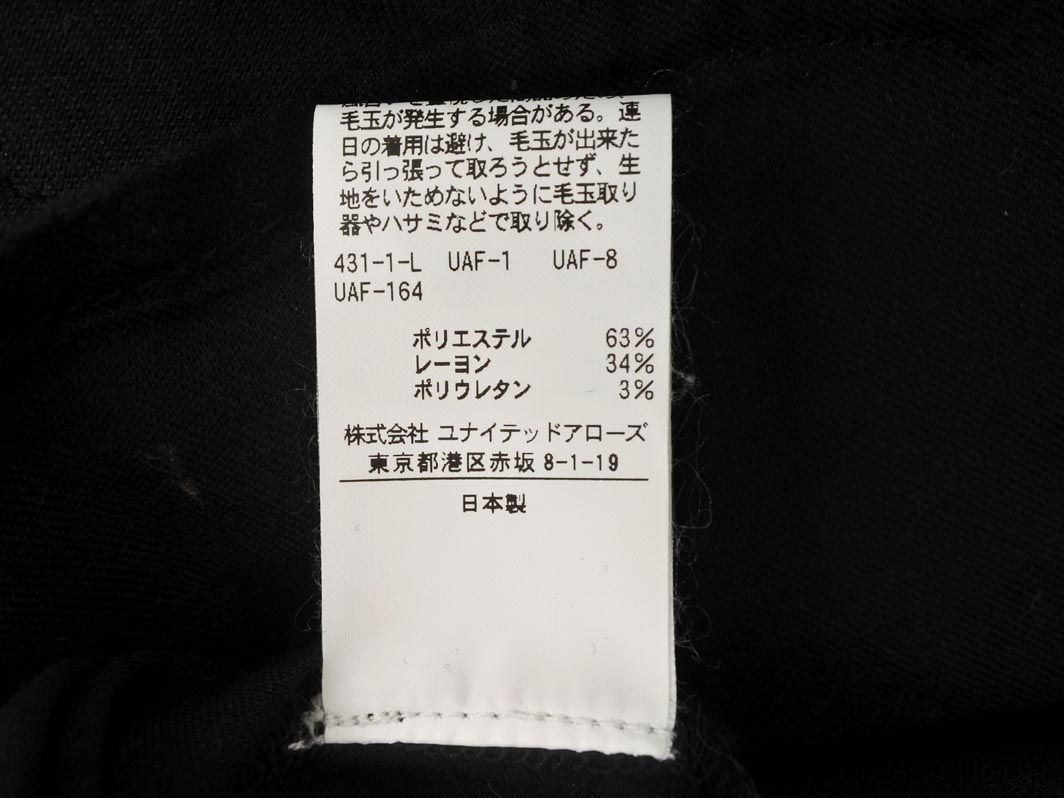 毛玉が発生する場合がある。連
日の着用は避け、毛玉が出来た
ら引っ張って取ろうとせず、生
地をいためないように毛玉取り
器やハサミなどで取り除く。
431-1-L UAF-1 UAF-8
UAF-164
ポリエステル 63%
レーヨン 34%
ポリウレタン 3%
株式会社 ユナイテッドアローズ
東京都港区赤坂 8-1-19
日本製